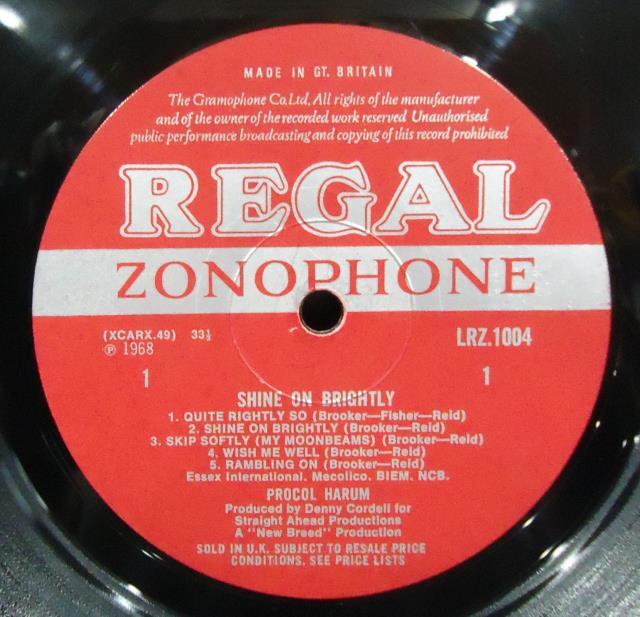 MADE IN GT. BRITAIN
The Gramophone Co.Ltd. All rights of the manufacturer
and of the owner of the recorded work reserved Unauthorised
public performance broadcasting and copying of this record prohibited
REGAL
ZONOPHONE
(XCARX.49) 33⅓ LRZ.1004
℗ 1968
1 1
SHINE ON BRIGHTLY
1. QUITE RIGHTLY SO (Brooker—Fisher—Reid)
2. SHINE ON BRIGHTLY (Brooker—Reid)
3. SKIP SOFTLY (MY MOONBEAMS) (Brooker—Reid)
4. WISH ME WELL (Brooker—Reid)
5. RAMBLING ON (Brooker—Reid)
Essex International. Mecolico. BIEM. NCB.
PROCOL HARUM
Produced by Denny Cordell for
Straight Ahead Productions
A "New Breed" Production
SOLD IN U.K. SUBJECT TO RESALE PRICE
CONDITIONS, SEE PRICE LISTS